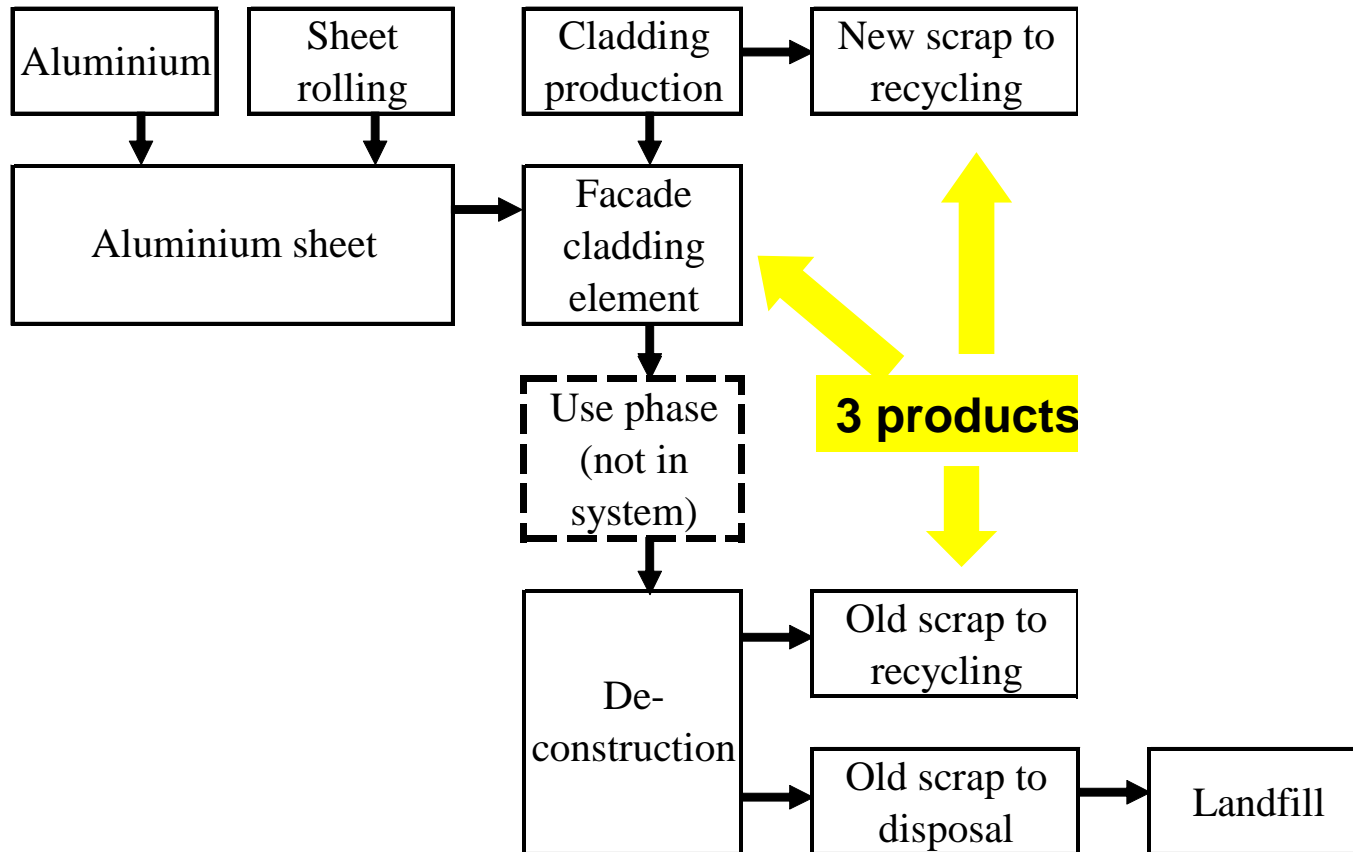 Aluminium
Sheet
rolling
Cladding
production
New scrap to
recycling
Aluminium sheet
Facade
cladding
element
Use phase
(not in
system)
3 products
De-
construction
Old scrap to
recycling
Old scrap to
disposal
Landfill